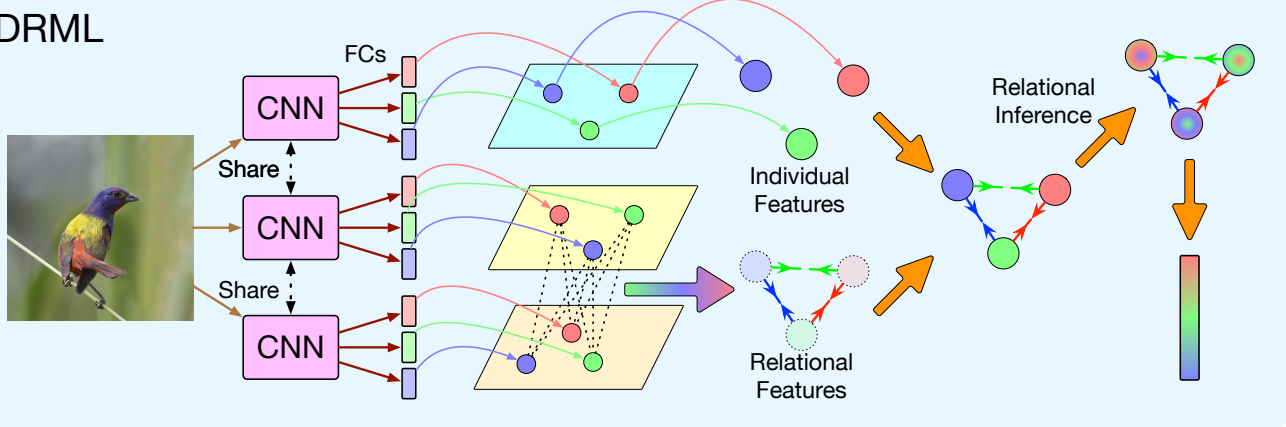 DRML
FCs
CNN
Share
CNN
Share
CNN
Individual
Features
Relational
Features
Relational
Inference